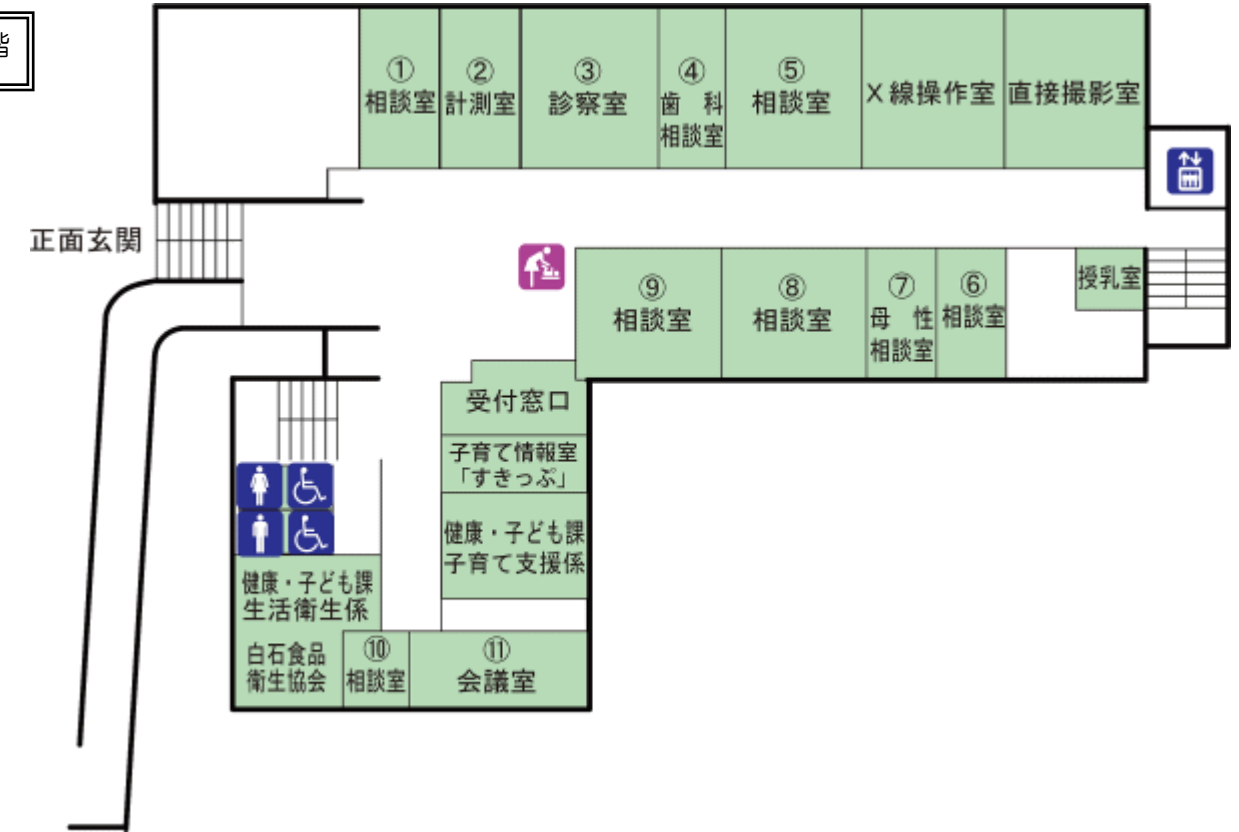 階
①
相談室
②
計測室
③
診察室
④
歯科
相談室
⑤
相談室
X線操作室
直接撮影室
正面玄関
⑨
相談室
⑧
相談室
⑦
母性
相談室
⑥
相談室
授乳室
受付窓口
子育て情報室
「すきっぷ」
健康・子ども課
子育て支援係
健康・子ども課
生活衛生係
白石食品
衛生協会
⑩
相談室
⑪
会議室